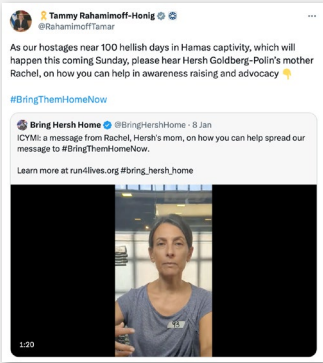 Tammy Rahamimoff-Honig
@RahamimoffTamar
As our hostages near 100 hellish days in Hamas captivity, which will
happen this coming Sunday, please hear Hersh Goldberg-Polin's mother
Rachel, on how you can help in awareness raising and advocacy 👇
#BringThemHomeNow
Bring Hersh Home @BringHershHome · 8 Jan
ICYMI: a message from Rachel, Hersh's mom, on how you can help spread our
message to #BringThemHomeNow.
Learn more at run4lives.org #bring_hersh_home
1:20